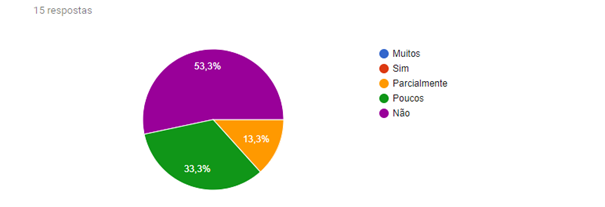 15 respostas
53,3%
13,3%
33,3%
Muitos
Sim
Parcialmente
Poucos
Não